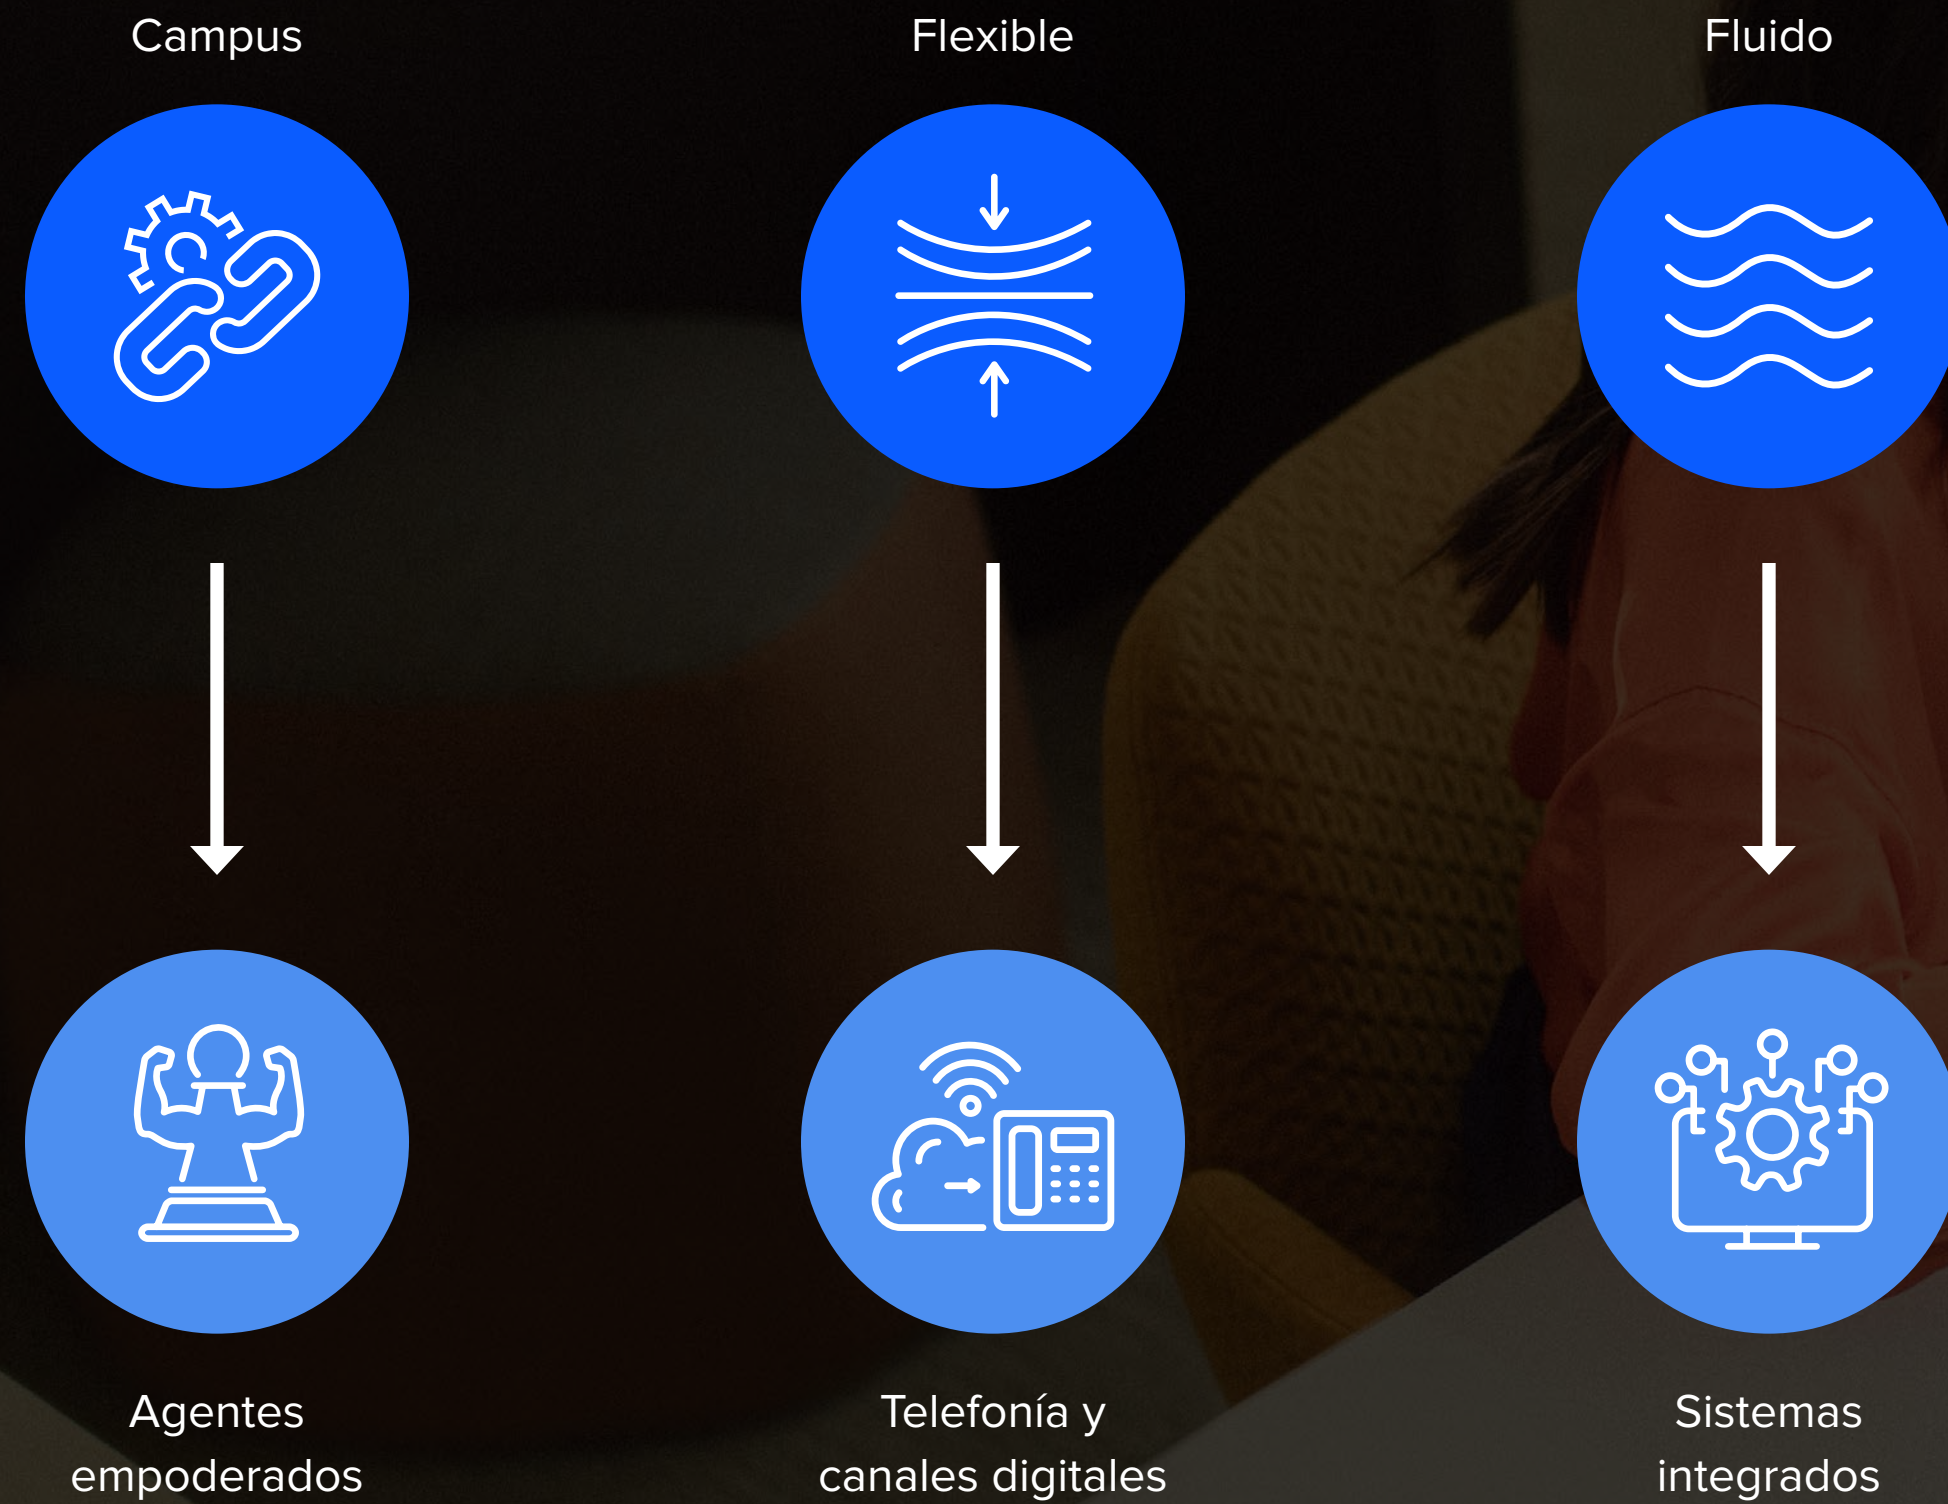 Campus
Flexible
Fluido
Agentes
empoderados
Telefonía y
canales digitales
Sistemas
integrados